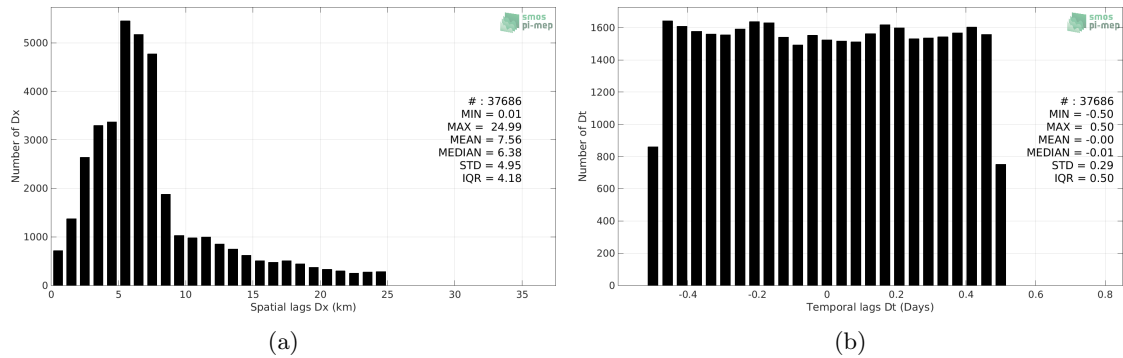 smos
pi-mep
5000
4000
3000
2000
1000
0
Number of Dx
# : 37686
MIN = 0.01
MAX = 24.99
MEAN = 7.56
MEDIAN = 6.38
STD = 4.95
IQR = 4.18
0 5 10 15 20 25 30 35
Spatial lags Dx (km)
(a)
smos
pi-mep
1600
1400
1200
1000
800
600
400
200
0
Number of Dt
# : 37686
MIN = -0.50
MAX = 0.50
MEAN = -0.00
MEDIAN = -0.01
STD = 0.29
IQR = 0.50
-0.4 -0.2 0 0.2 0.4 0.6 0.8
Temporal lags Dt (Days)
(b)